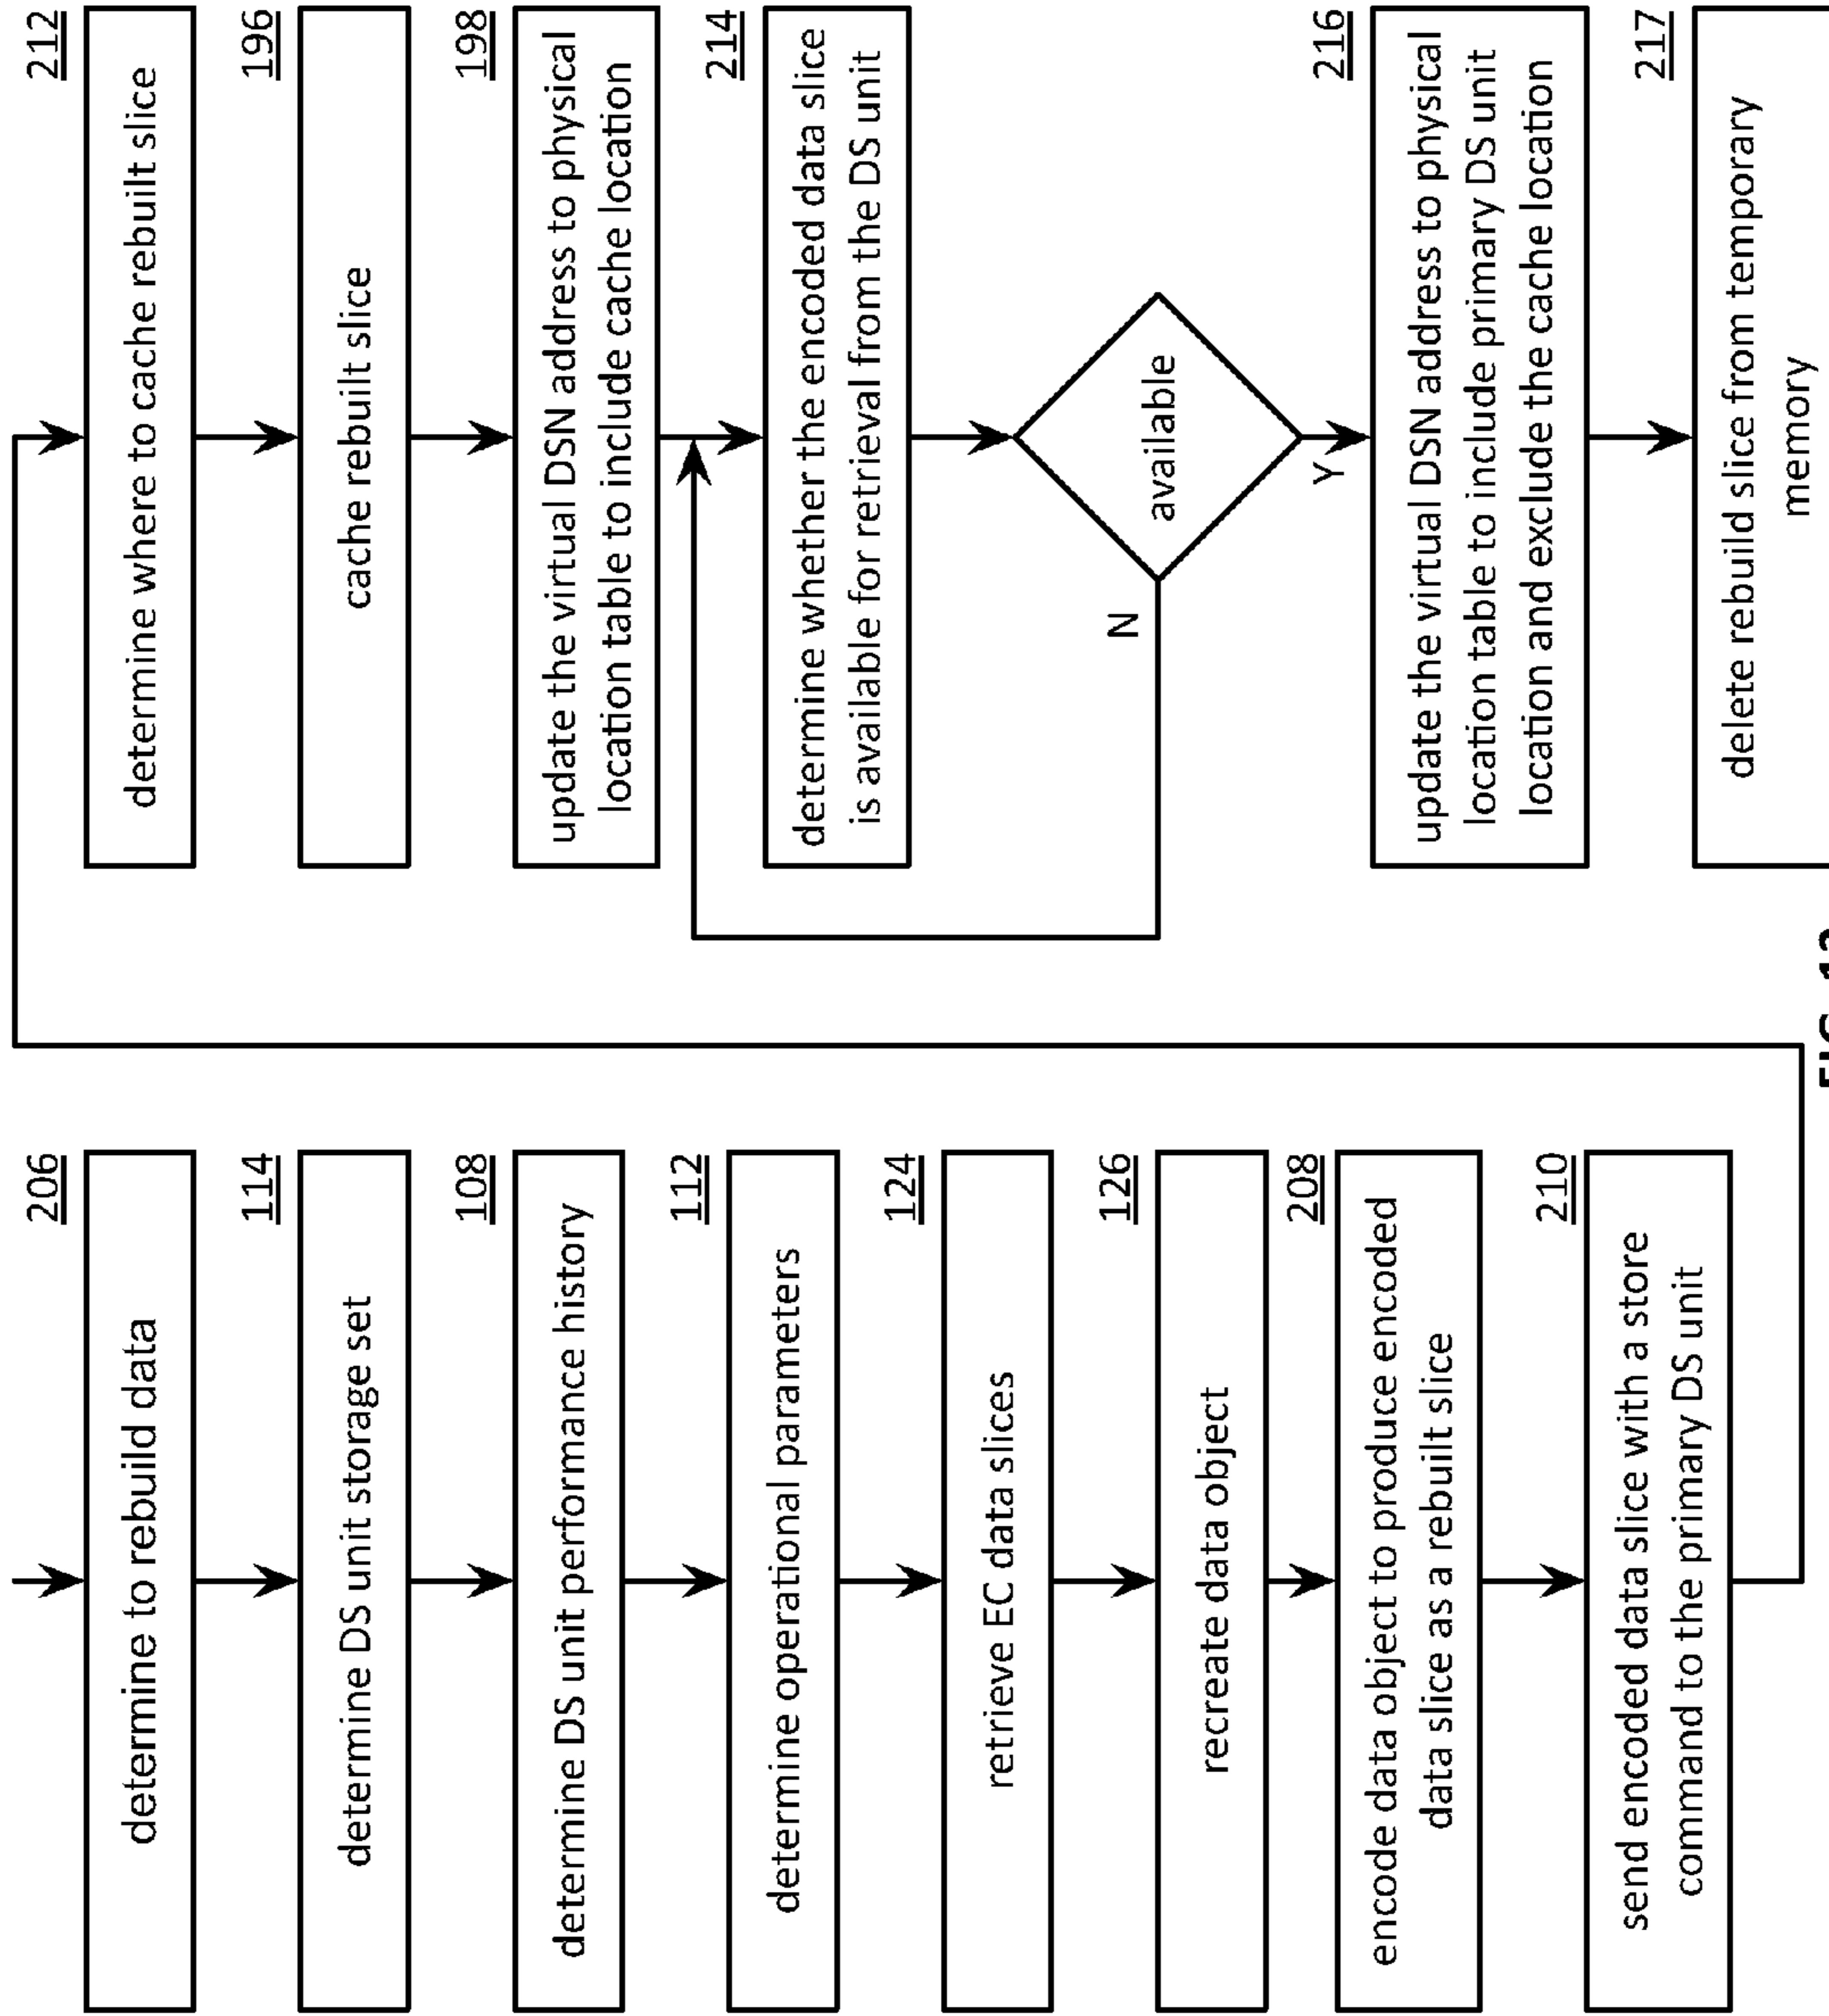 206
determine to rebuild data
114
determine DS unit storage set
108
determine DS unit performance history
112
determine operational parameters
124
retrieve EC data slices
126
recreate data object
208
encode data object to produce encoded
data slice as a rebuilt slice
210
send encoded data slice with a store
command to the primary DS unit
212
determine where to cache rebuilt slice
196
cache rebuilt slice
198
update the virtual DSN address to physical
location table to include cache location
214
determine whether the encoded data slice
is available for retrieval from the DS unit
available
N
Y
216
update the virtual DSN address to physical
location table to include primary DS unit
location and exclude the cache location
217
delete rebuild slice from temporary
memory